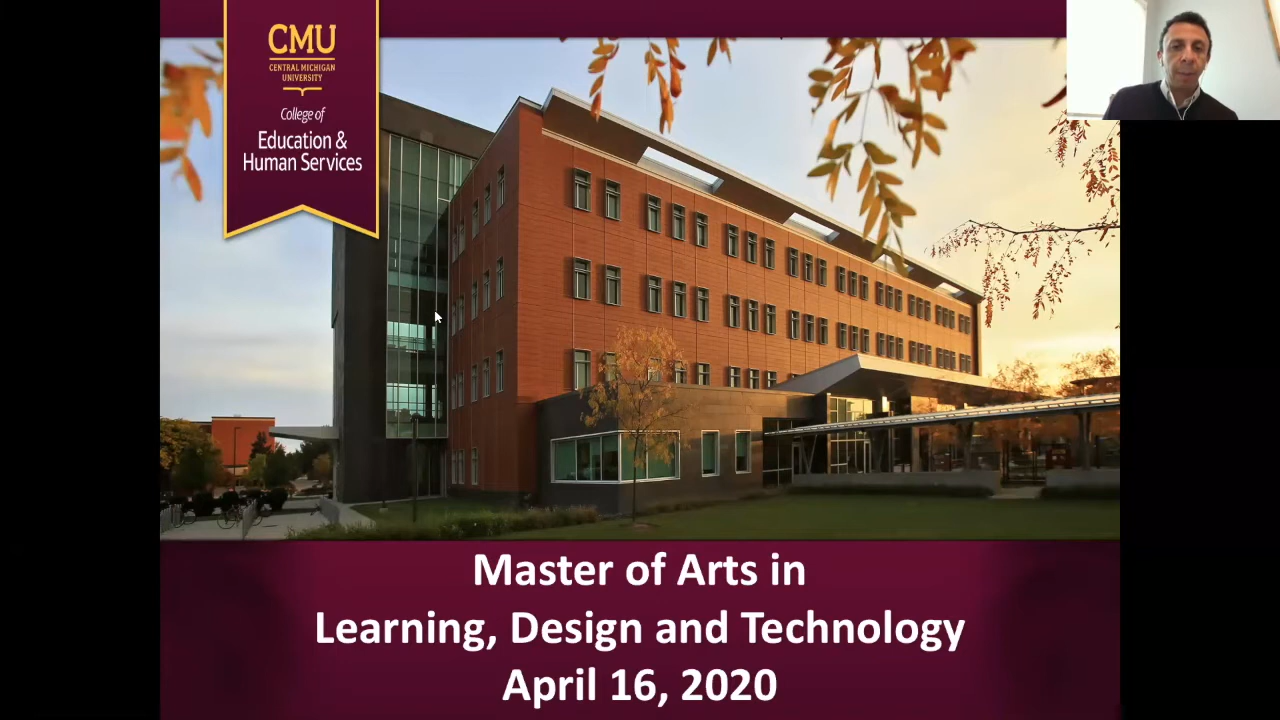 CMU
CENTRAL MICHIGAN
UNIVERSITY
College of
Education &
Human Services
Master of Arts in
Learning, Design and Technology
April 16, 2020